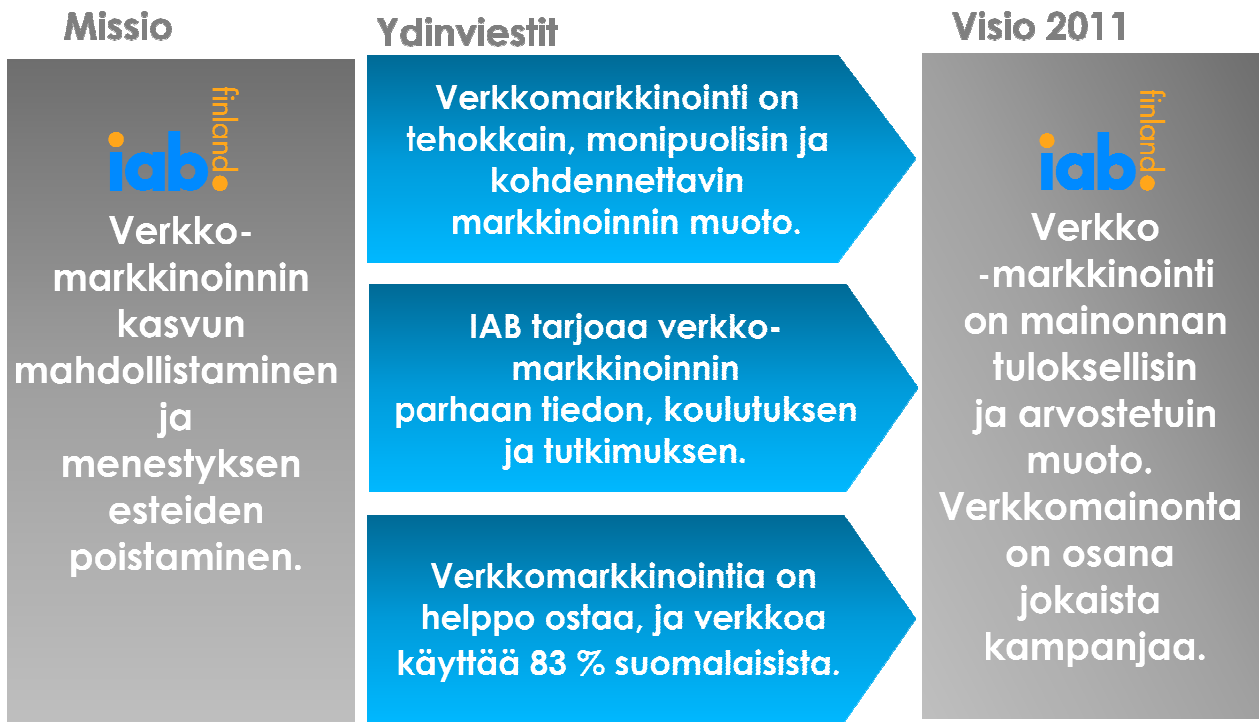 Missio
finland
iab
Verkko-
markkinoinnin
kasvun
mahdollistaminen
ja
menestyksen
esteiden
poistaminen.
Ydinviestit
Verkkomarkkinointi on
tehokkain, monipuolisin ja
kohdennettavin
markkinoinnin muoto.
IAB tarjoaa verkko-
markkinoinnin
parhaan tiedon, koulutuksen
ja tutkimuksen.
Verkkomarkkinointia on
helppo ostaa, ja verkkoa
käyttää 83 % suomalaisista.
Visio 2011
finland
iab
Verkko
-markkinointi
on mainonnan
tuloksellisin
ja arvostetuin
muoto.
Verkkomainonta
on osana
jokaista
kampanjaa.